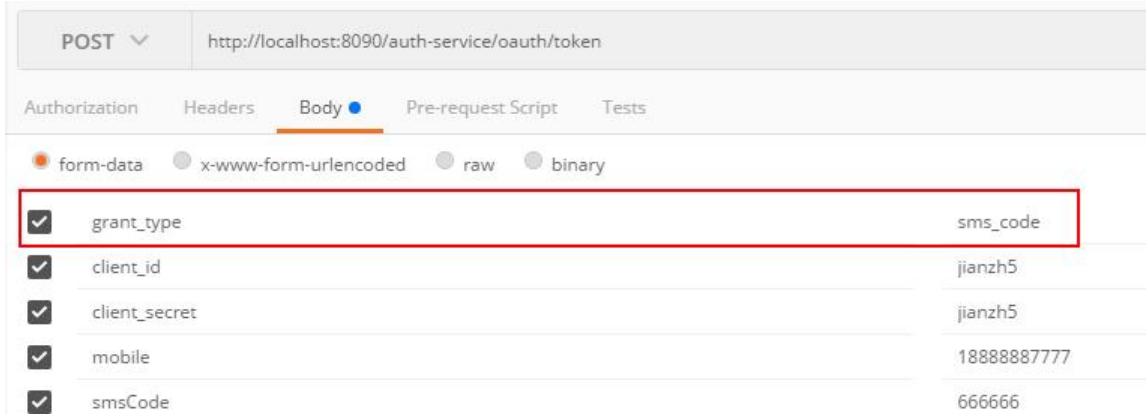 POST http://localhost:8090/auth-service/oauth/token
Authorization Headers Body Pre-request Script Tests
form-data x-www-form-urlencoded raw binary
grant_type sms_code
client_id jianzh5
client_secret jianzh5
mobile 18888887777
smsCode 666666